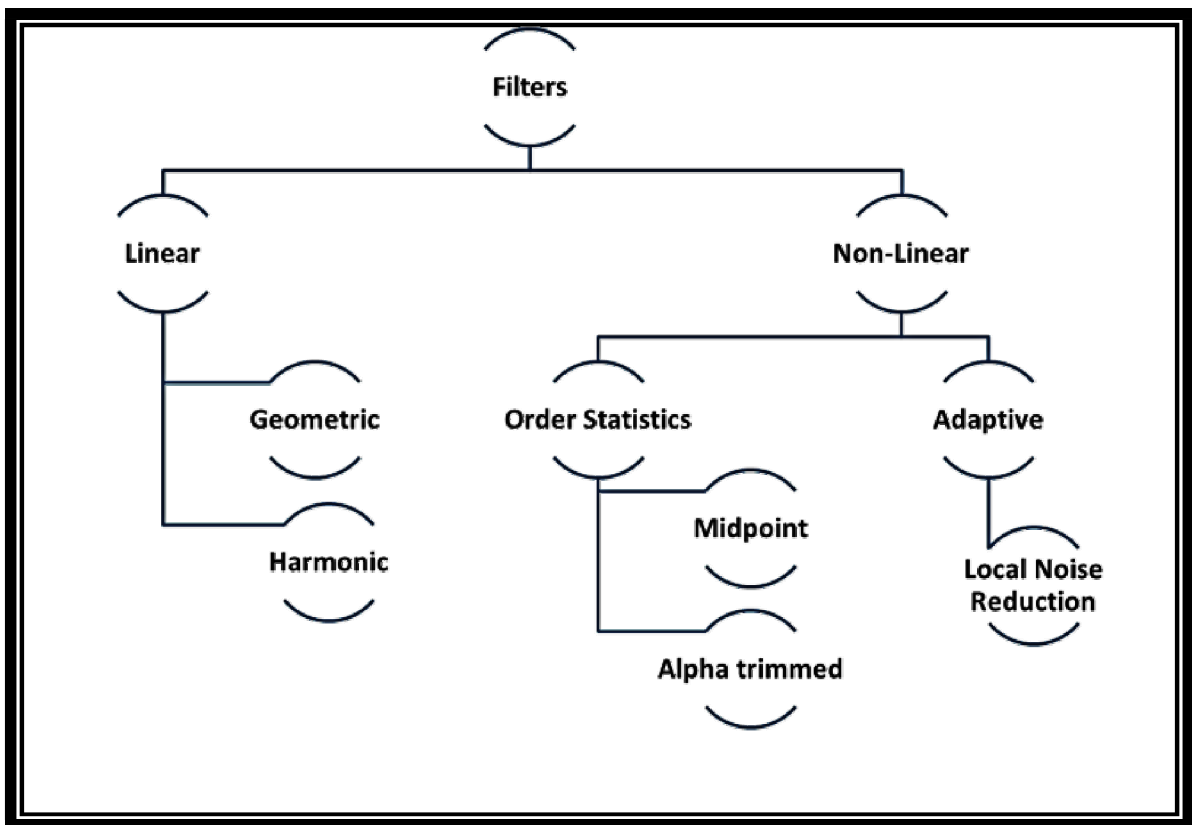 Filters
Linear
Non-Linear
Geometric
Order Statistics
Adaptive
Midpoint
Harmonic
Local Noise
Reduction
Alpha trimmed